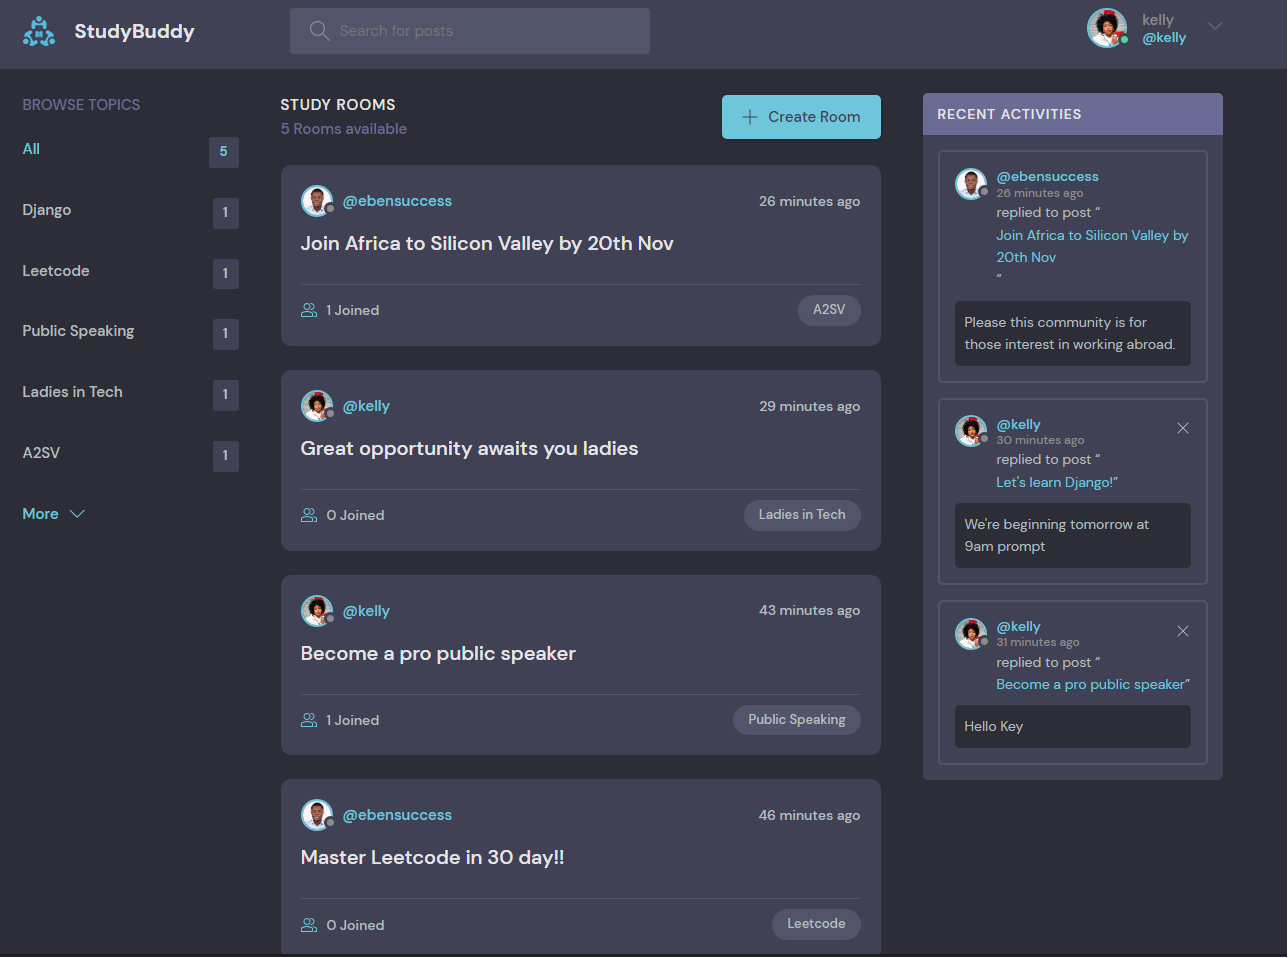 StudyBuddy
Search for posts
kelly
@kelly
BROWSE TOPICS
All
5
Django
1
Leetcode
1
Public Speaking
1
Ladies in Tech
1
A2SV
1
More
STUDY ROOMS
5 Rooms available
Create Room
@ebensuccess
26 minutes ago
Join Africa to Silicon Valley by 20th Nov
1 Joined
A2SV
@kelly
29 minutes ago
Great opportunity awaits you ladies
0 Joined
Ladies in Tech
@kelly
43 minutes ago
Become a pro public speaker
1 Joined
Public Speaking
@ebensuccess
46 minutes ago
Master Leetcode in 30 day!!
0 Joined
Leetcode
RECENT ACTIVITIES
@ebensuccess
26 minutes ago
replied to post “
Join Africa to Silicon Valley by
20th Nov
”
Please this community is for
those interest in working abroad.
@kelly
30 minutes ago
replied to post “
Let's learn Django!”
We're beginning tomorrow at
9am prompt
@kelly
31 minutes ago
replied to post “
Become a pro public speaker”
Hello Key